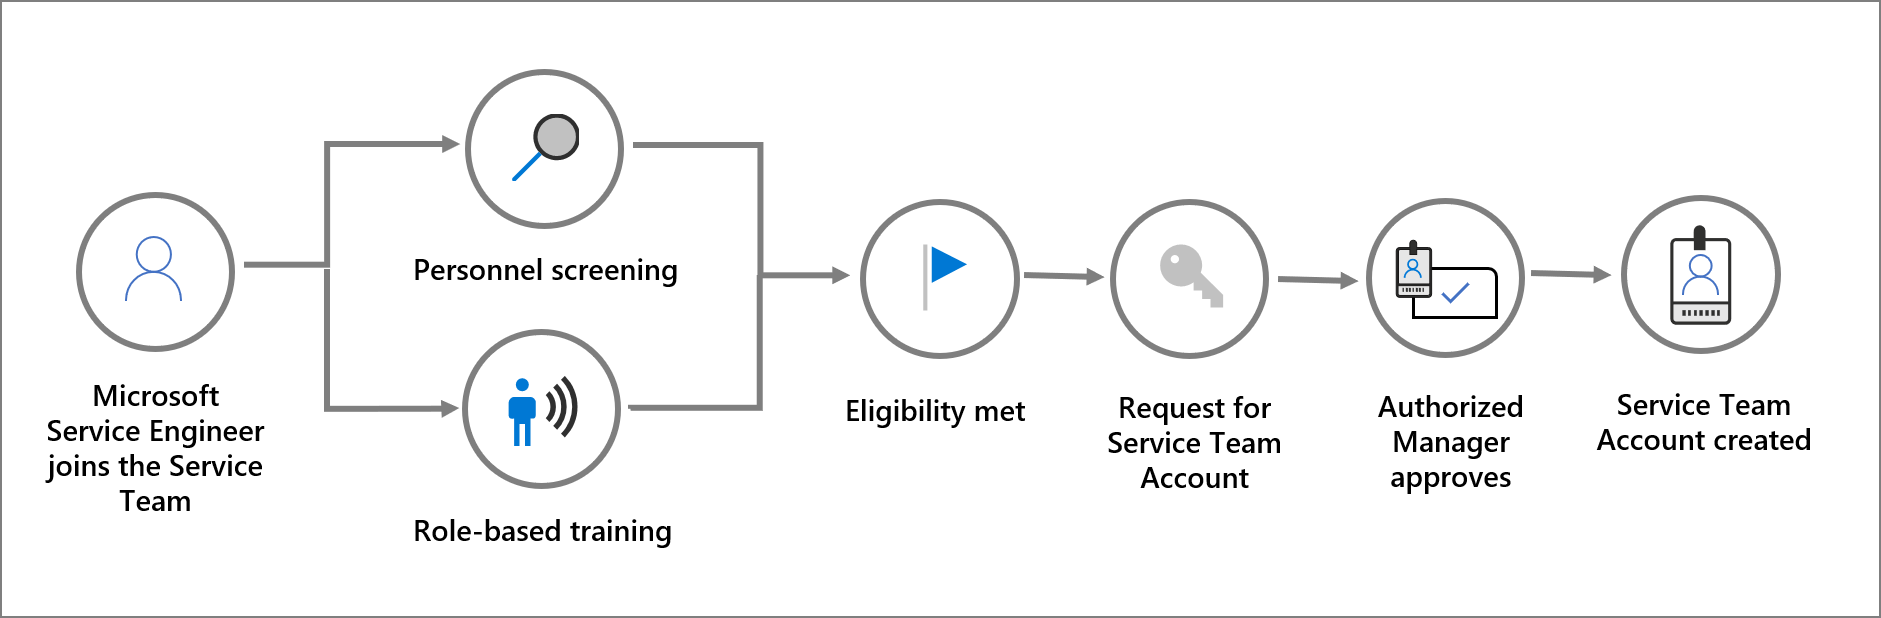 Microsoft
Service Engineer
joins the Service
Team
Personnel screening
Role-based training
Eligibility met
Request for
Service Team
Account
Authorized
Manager
approves
Service Team
Account created